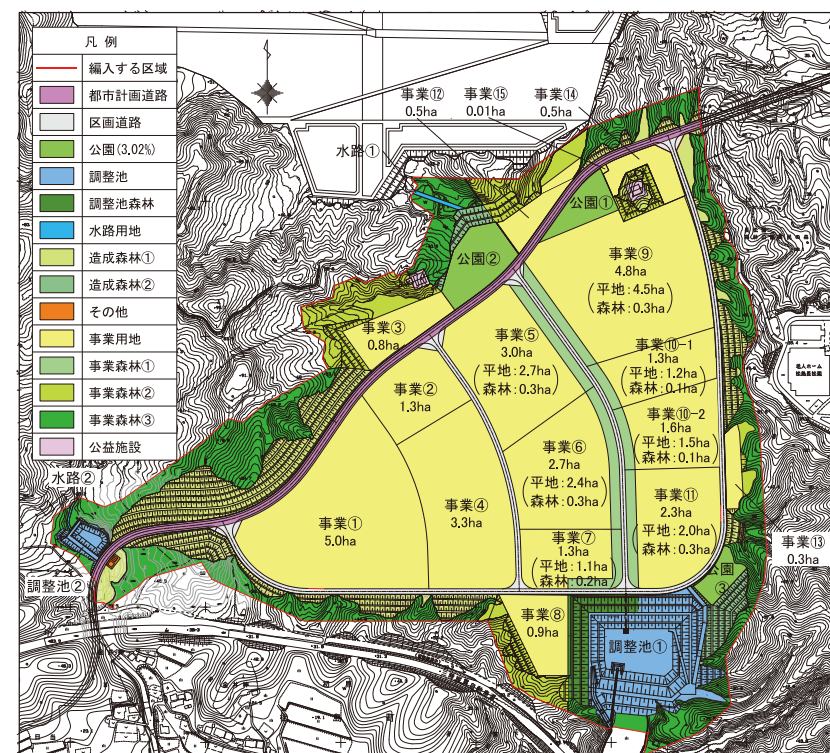 凡 例
編入する区域
都市計画道路
区画道路
公園(3.02%)
調整池
調整池森林
水路用地
造成森林①
造成森林②
その他
事業用地
事業森林①
事業森林②
事業森林③
公益施設
事業⑫
0.5ha
事業⑮
0.01ha
事業⑭
0.5ha
水路①
公園①
公園②
事業⑨
4.8ha
(平地:4.5ha
森林:0.3ha)
事業③
0.8ha
事業⑤
3.0ha
(平地:2.7ha
森林:0.3ha)
事業⑩-1
1.3ha
(平地:1.2ha
森林:0.1ha)
事業②
1.3ha
事業⑩-2
1.6ha
(平地:1.5ha
森林:0.1ha)
事業⑥
2.7ha
(平地:2.4ha
森林:0.3ha)
水路②
事業①
5.0ha
事業④
3.3ha
事業⑪
2.3ha
(平地:2.0ha
森林:0.3ha)
事業⑦
1.3ha
(平地:1.1ha
森林:0.2ha)
事業⑬
0.3ha
公園
③
調整池②
事業⑧
0.9ha
調整池①
老人ホーム